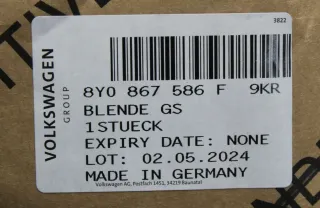 3822
VOLKSWAGEN
GROUP
8Y0 867 586 F 9KR
BLENDE GS
1STUECK
EXPIRY DATE: NONE
LOT: 02.05.2024
MADE IN GERMANY
Volkswagen AG, Postfach 1451, 34219 Baunatal